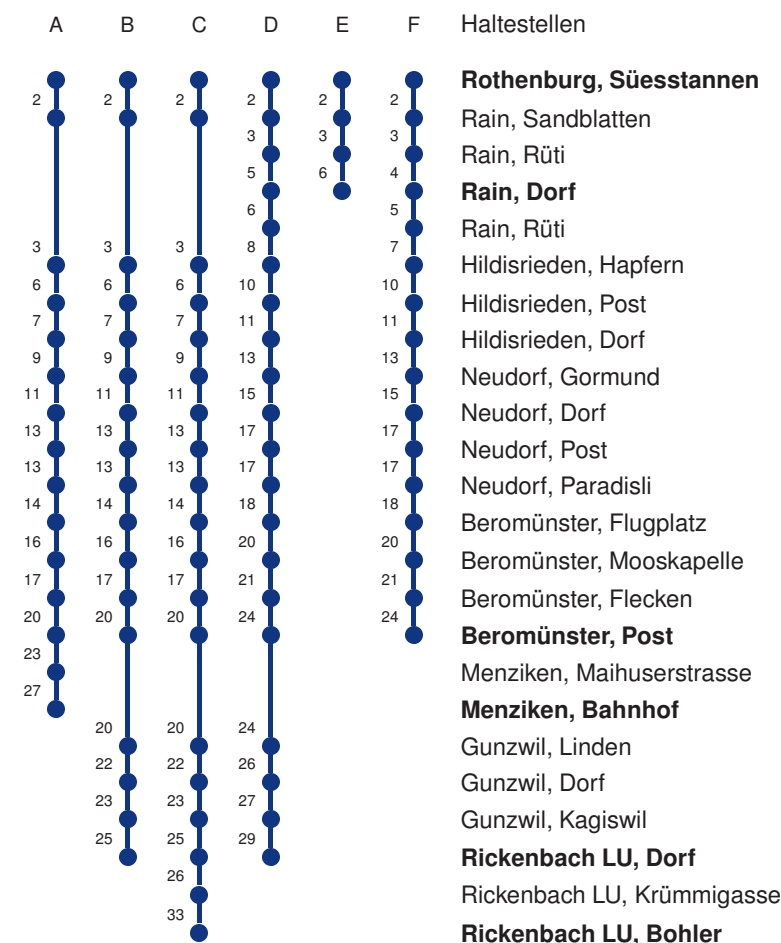 A B C D E F Haltestellen
Rothenburg, Süesstannen
2 2 2 2 2 2
Rain, Sandblatten
3 3 3
Rain, Rüti
5 6 4
Rain, Dorf
6 5
Rain, Rüti
3 3 3 8 7
Hildisrieden, Hapfern
6 6 6 10 10
Hildisrieden, Post
7 7 7 11 11
Hildisrieden, Dorf
9 9 9 13 13
Neudorf, Gormund
11 11 11 15 15
Neudorf, Dorf
13 13 13 17 17
Neudorf, Post
13 13 13 17 17
Neudorf, Paradisli
14 14 14 18 18
Beromünster, Flugplatz
16 16 16 20 20
Beromünster, Mooskapelle
17 17 17 21 21
Beromünster, Flecken
20 20 20 24 24
Beromünster, Post
23
Menziken, Maihuserstrasse
27
Menziken, Bahnhof
20 20 24
Gunzwil, Linden
22 22 26
Gunzwil, Dorf
23 23 27
Gunzwil, Kagiswil
25 25 29
Rickenbach LU, Dorf
26
Rickenbach LU, Krümmigasse
33
Rickenbach LU, Bohler